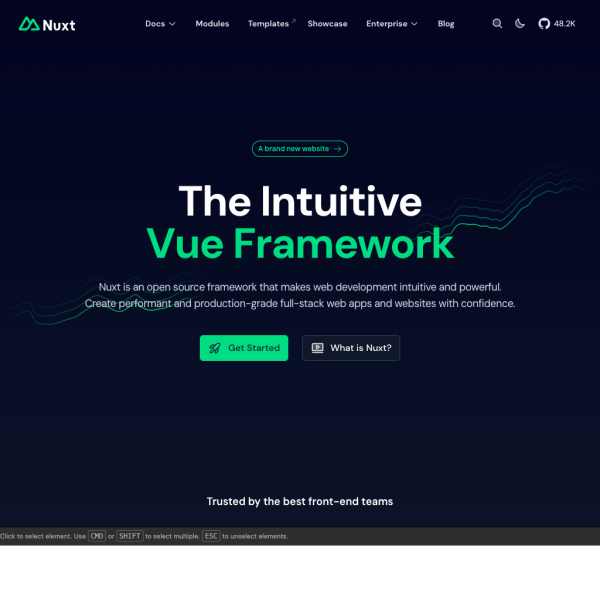 Nuxt Docs Modules Templates Showcase Enterprise Blog 48.2K
A brand new website →
The Intuitive
Vue Framework
Nuxt is an open source framework that makes web development intuitive and powerful.
Create performant and production-grade full-stack web apps and websites with confidence.
Get Started What is Nuxt?
Trusted by the best front-end teams
Click to select element. Use CMD or SHIFT to select multiple. ESC to unselect elements.